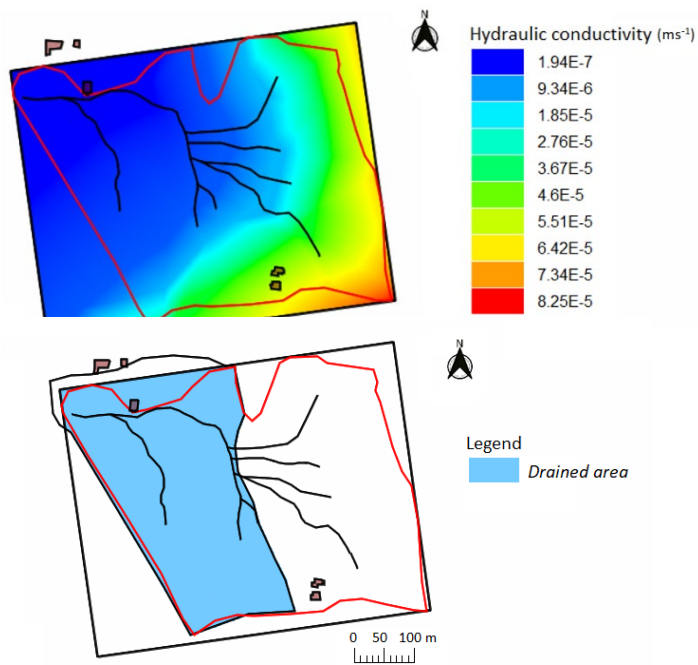 N
Hydraulic conductivity (ms⁻¹)
1.94E-7
9.34E-6
1.85E-5
2.76E-5
3.67E-5
4.6E-5
5.51E-5
6.42E-5
7.34E-5
8.25E-5
N
Legend
Drained area
0 50 100 m